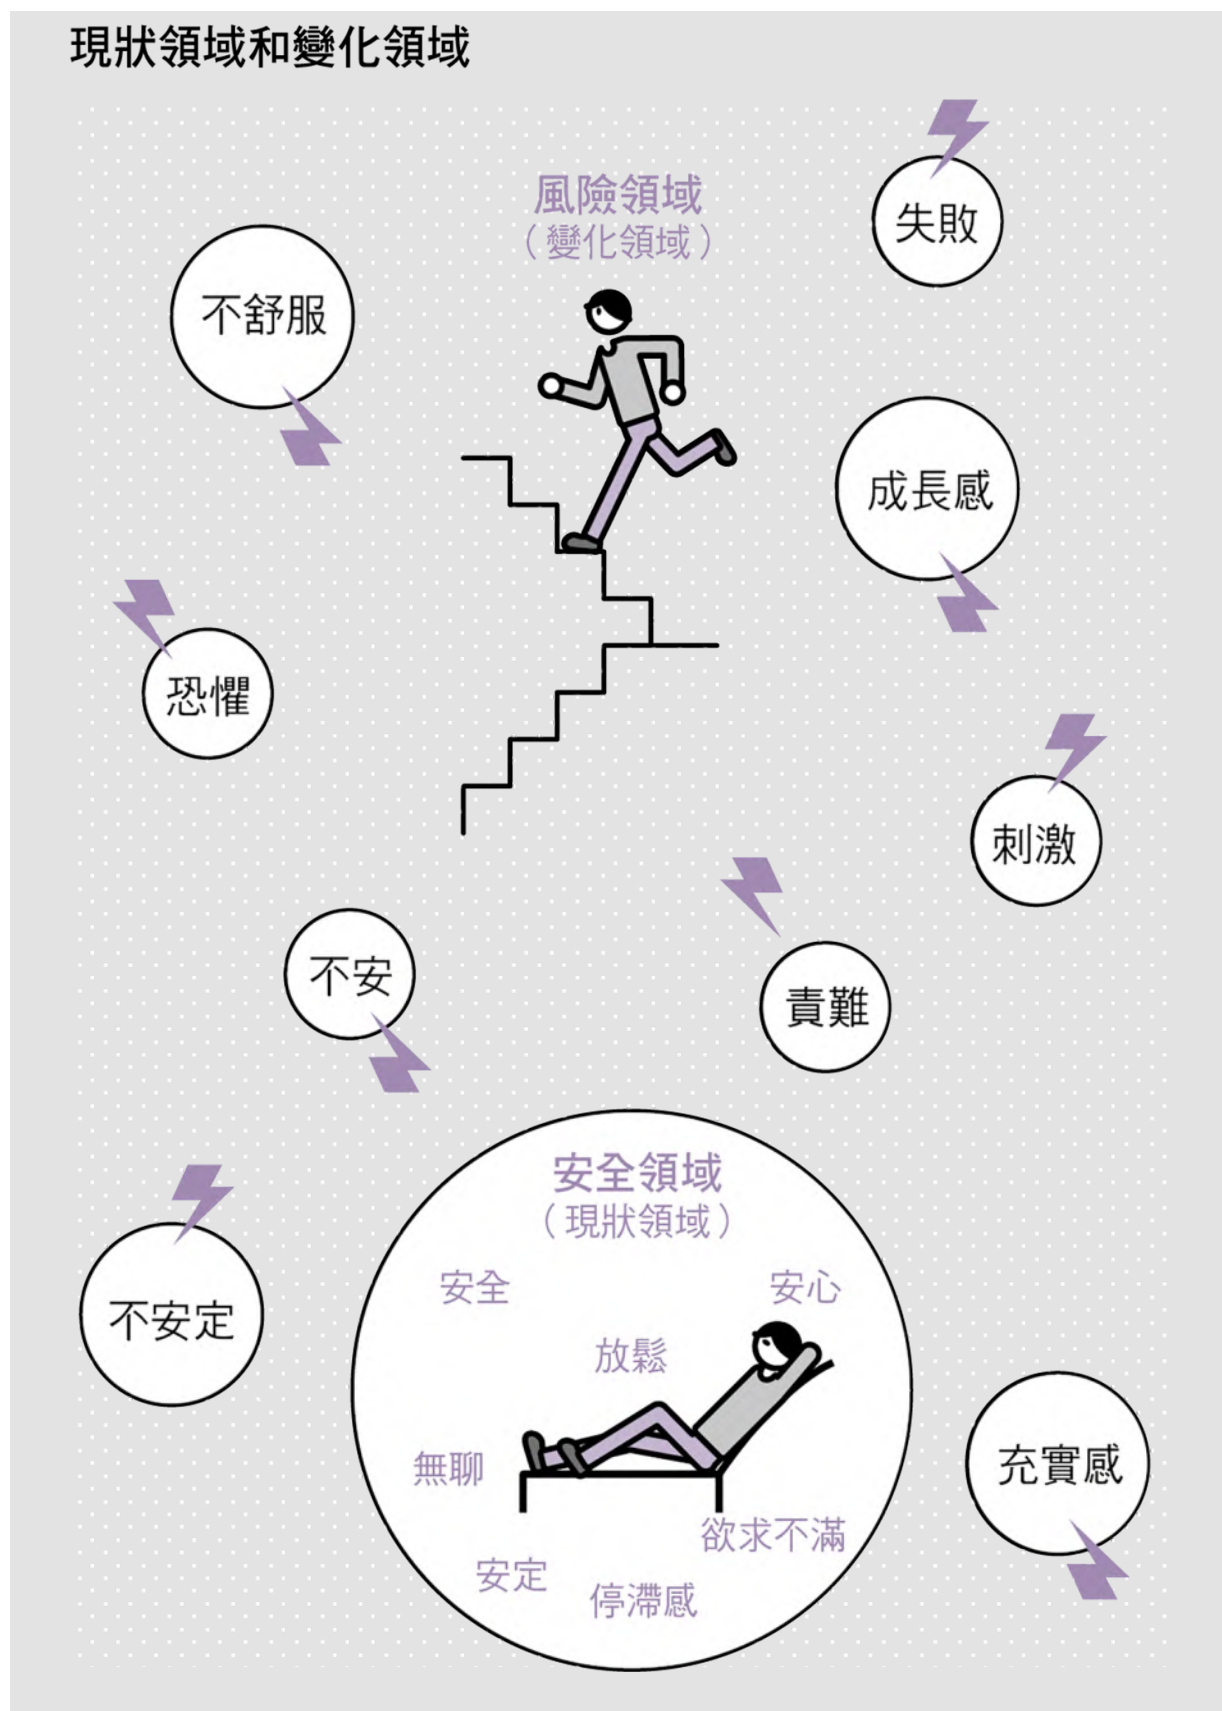 現狀領域和變化領域
風險領域
（變化領域）
失敗
不舒服
成長感
恐懼
刺激
不安
責難
安全領域
（現狀領域）
安全
安心
不安定
放鬆
無聊
充實感
欲求不滿
安定
停滯感